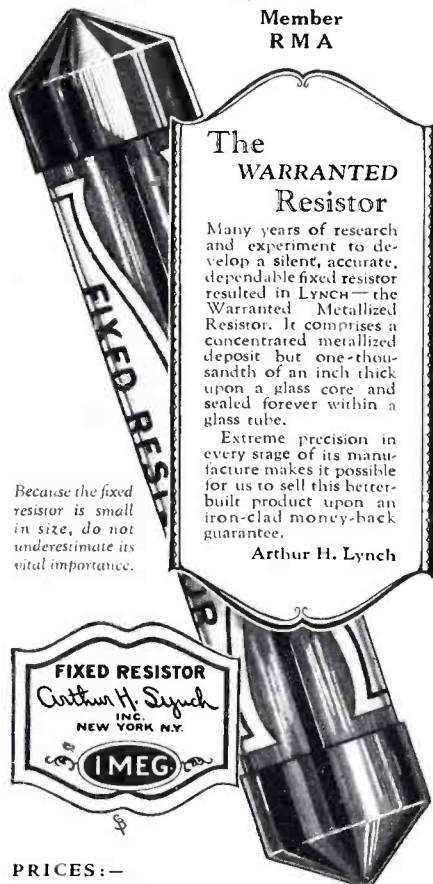 Member
RMA
The
WARRANTED
Resistor
Many years of research
and experiment to de-
velop a silent, accurate,
dependable fixed resistor
resulted in LYNCH — the
Warranted Metallized
Resistor. It comprises a
concentrated metallized
deposit but one-thou-
sandth of an inch thick
upon a glass core and
sealed forever within a
glass tube.
Extreme precision in
every stage of its manu-
facture makes it possible
for us to sell this better-
built product upon an
iron-clad money-back
guarantee.
Arthur H. Lynch
FIXED RESI
Because the fixed
resistor is small
in size, do not
underestimate its
vital importance.
OR
FIXED RESISTOR
Arthur H. Lynch
INC.
NEW YORK N.Y.
1 MEG.
PRICES:—